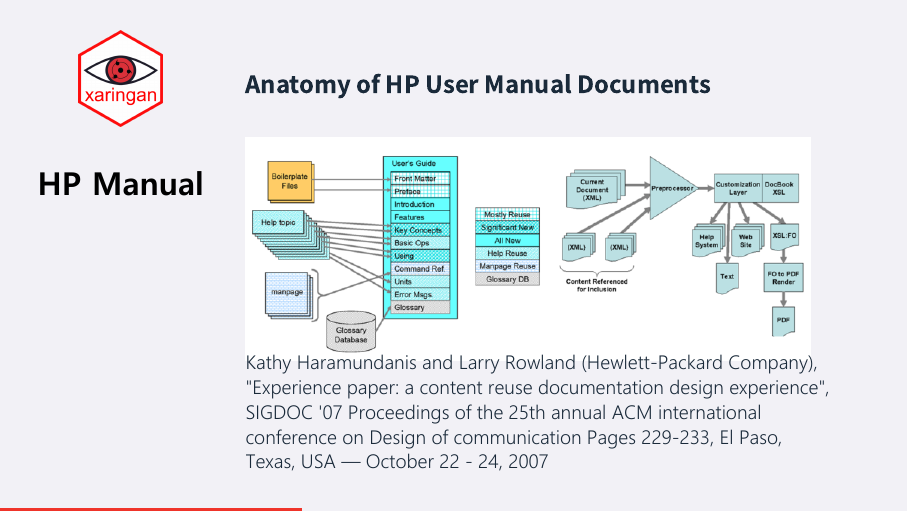 xaringan
HP Manual
Anatomy of HP User Manual Documents
Boilerplate
Files
Help topic
manpage
Glossary
Database
User's Guide
Front Matter
Preface
Introduction
Features
Key Concepts
Basic Ops
Using
Command Ref.
Units
Error Msgs.
Glossary
Mostly Reuse
Significant New
All New
Help Reuse
Manpage Reuse
Glossary DB
Current
Document
(XML)
(XML)
(XML)
Content Referenced
for Inclusion
Preprocessor
Customization
Layer
DocBook
XSL
Help
System
Web
Site
XSL:FO
Text
FO to PDF
Render
PDF
Kathy Haramundanis and Larry Rowland (Hewlett-Packard Company),
"Experience paper: a content reuse documentation design experience",
SIGDOC '07 Proceedings of the 25th annual ACM international
conference on Design of communication Pages 229-233, El Paso,
Texas, USA — October 22 - 24, 2007